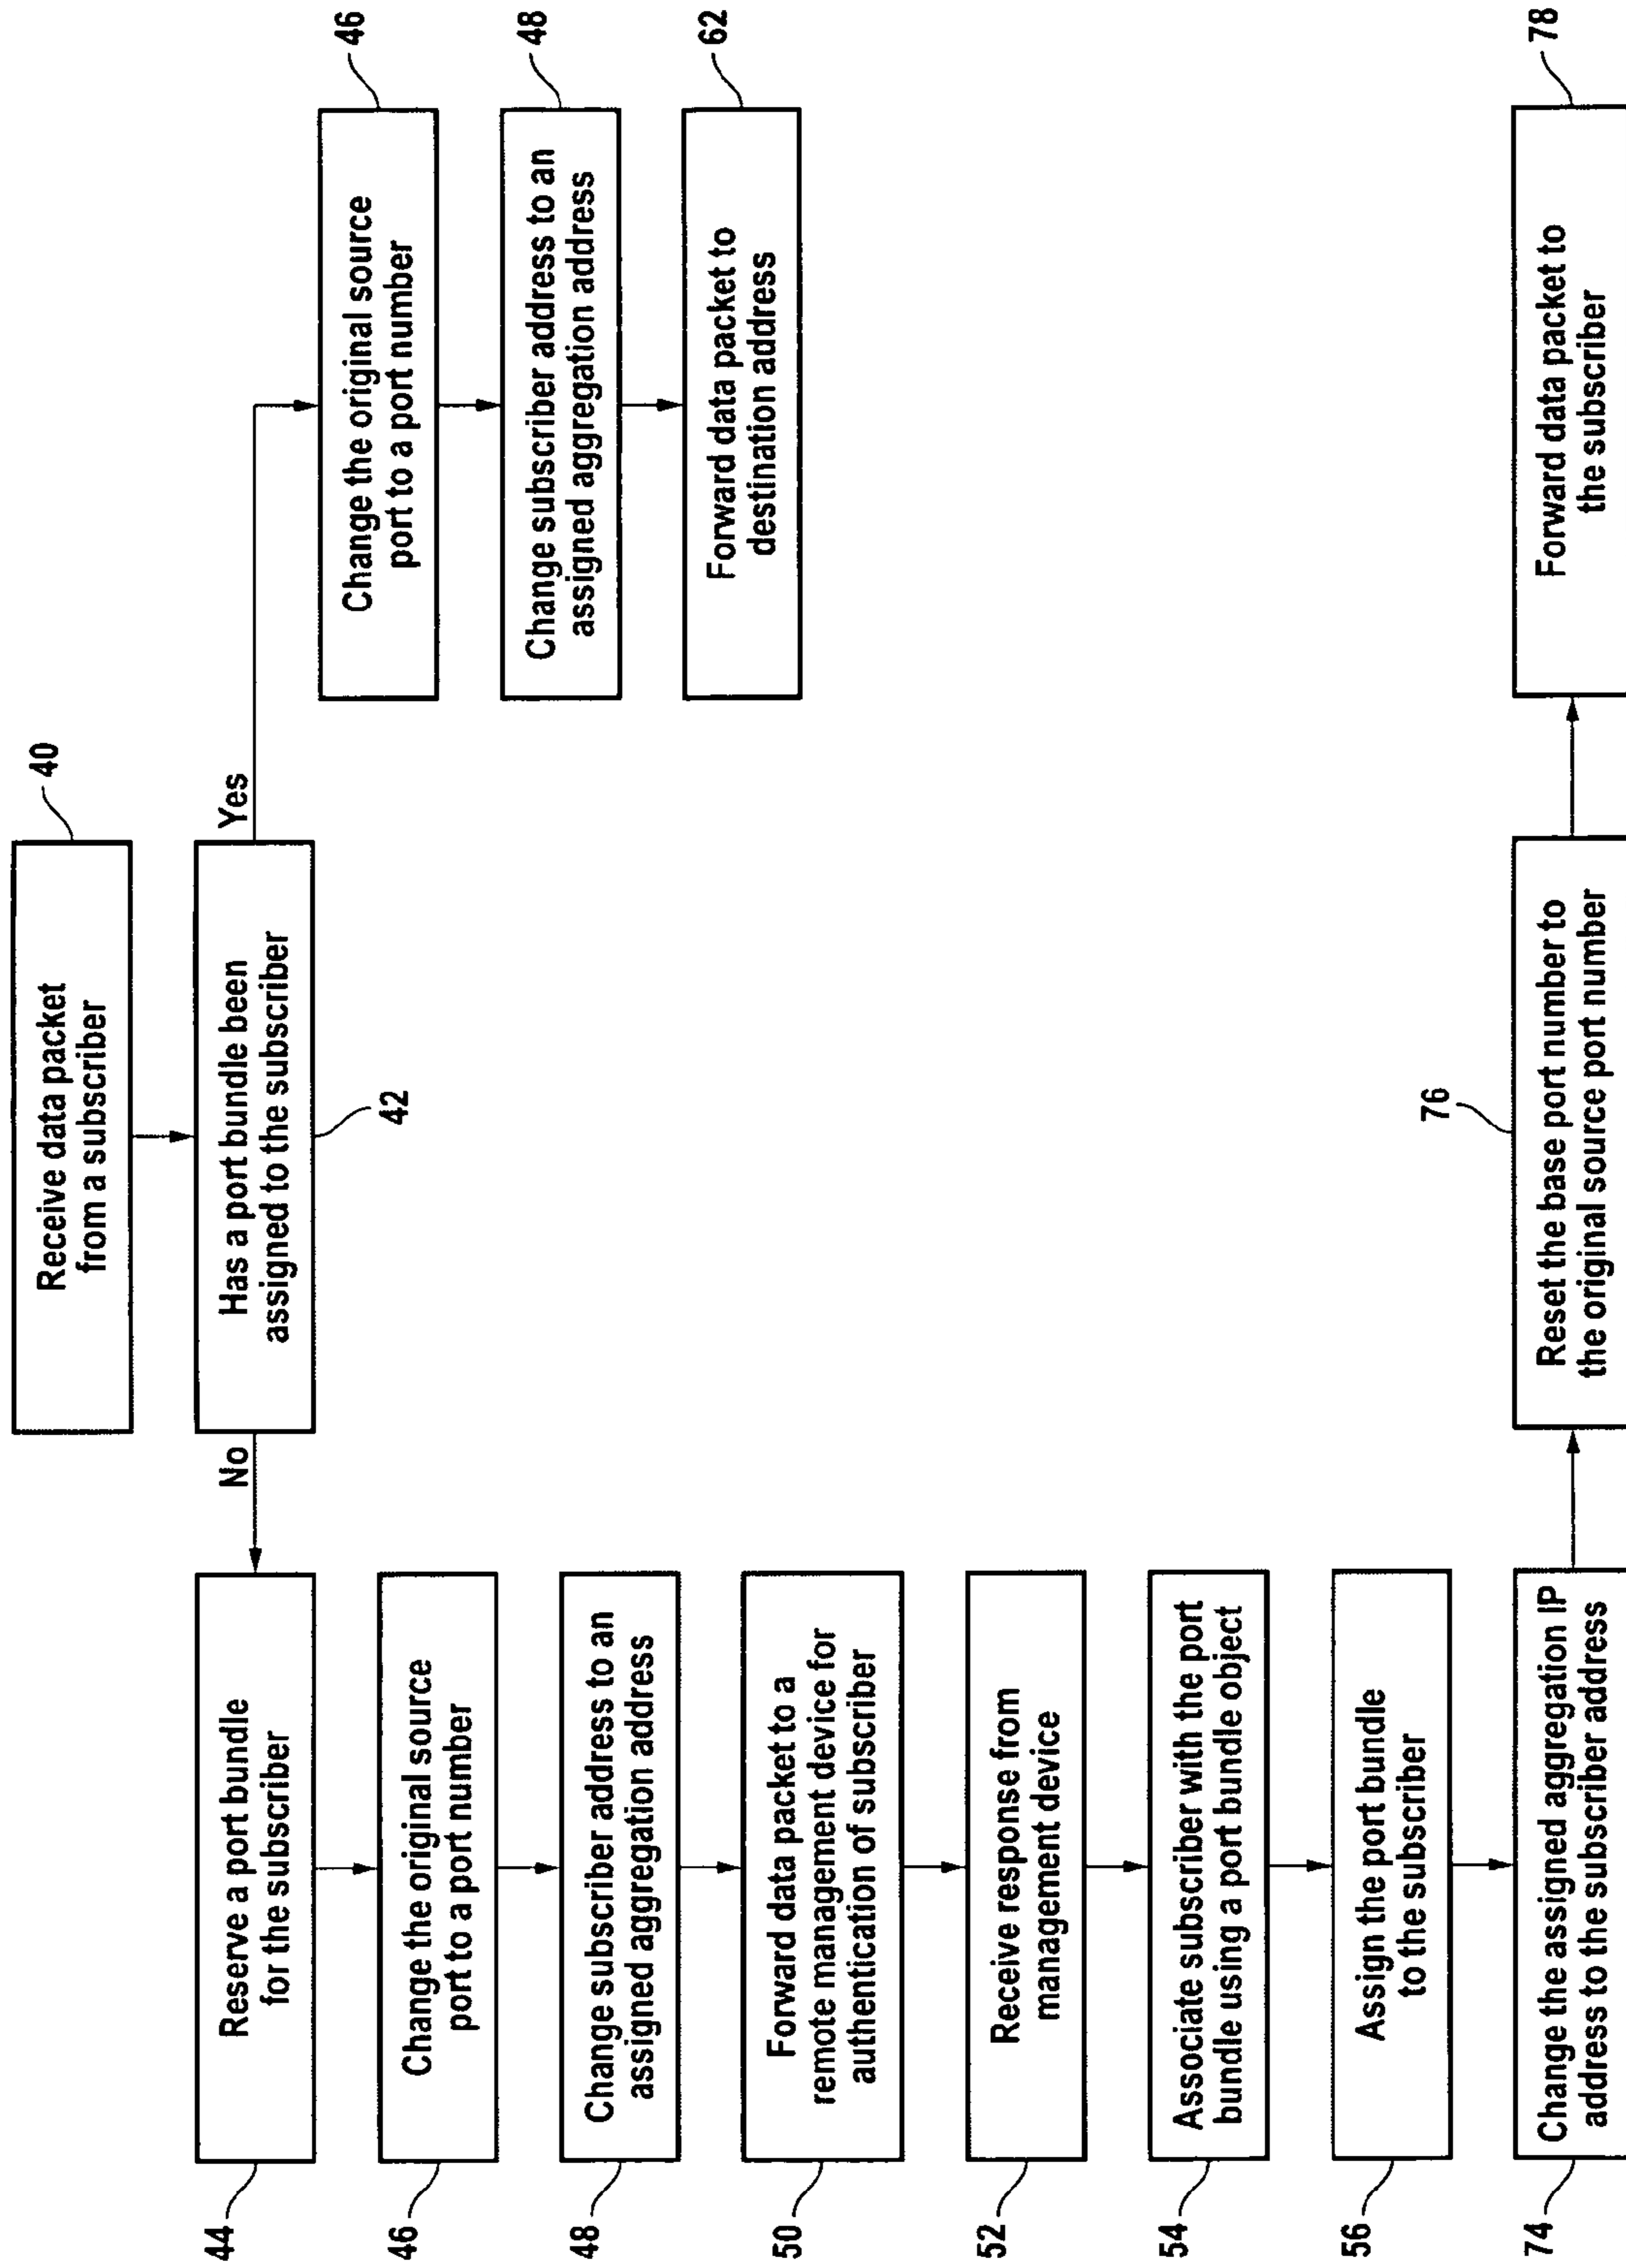 Receive data packet
from a subscriber
40
Has a port bundle been
assigned to the subscriber
42
Yes
No
Change the original source
port to a port number
46
Change subscriber address to an
assigned aggregation address
48
Forward data packet to
destination address
62
Reserve a port bundle
for the subscriber
44
Change the original source
port to a port number
46
Change subscriber address to an
assigned aggregation address
48
Forward data packet to a
remote management device for
authentication of subscriber
50
Receive response from
management device
52
Associate subscriber with the port
bundle using a port bundle object
54
Assign the port bundle
to the subscriber
56
Change the assigned aggregation IP
address to the subscriber address
74
Reset the base port number to
the original source port number
76
Forward data packet to
the subscriber
78